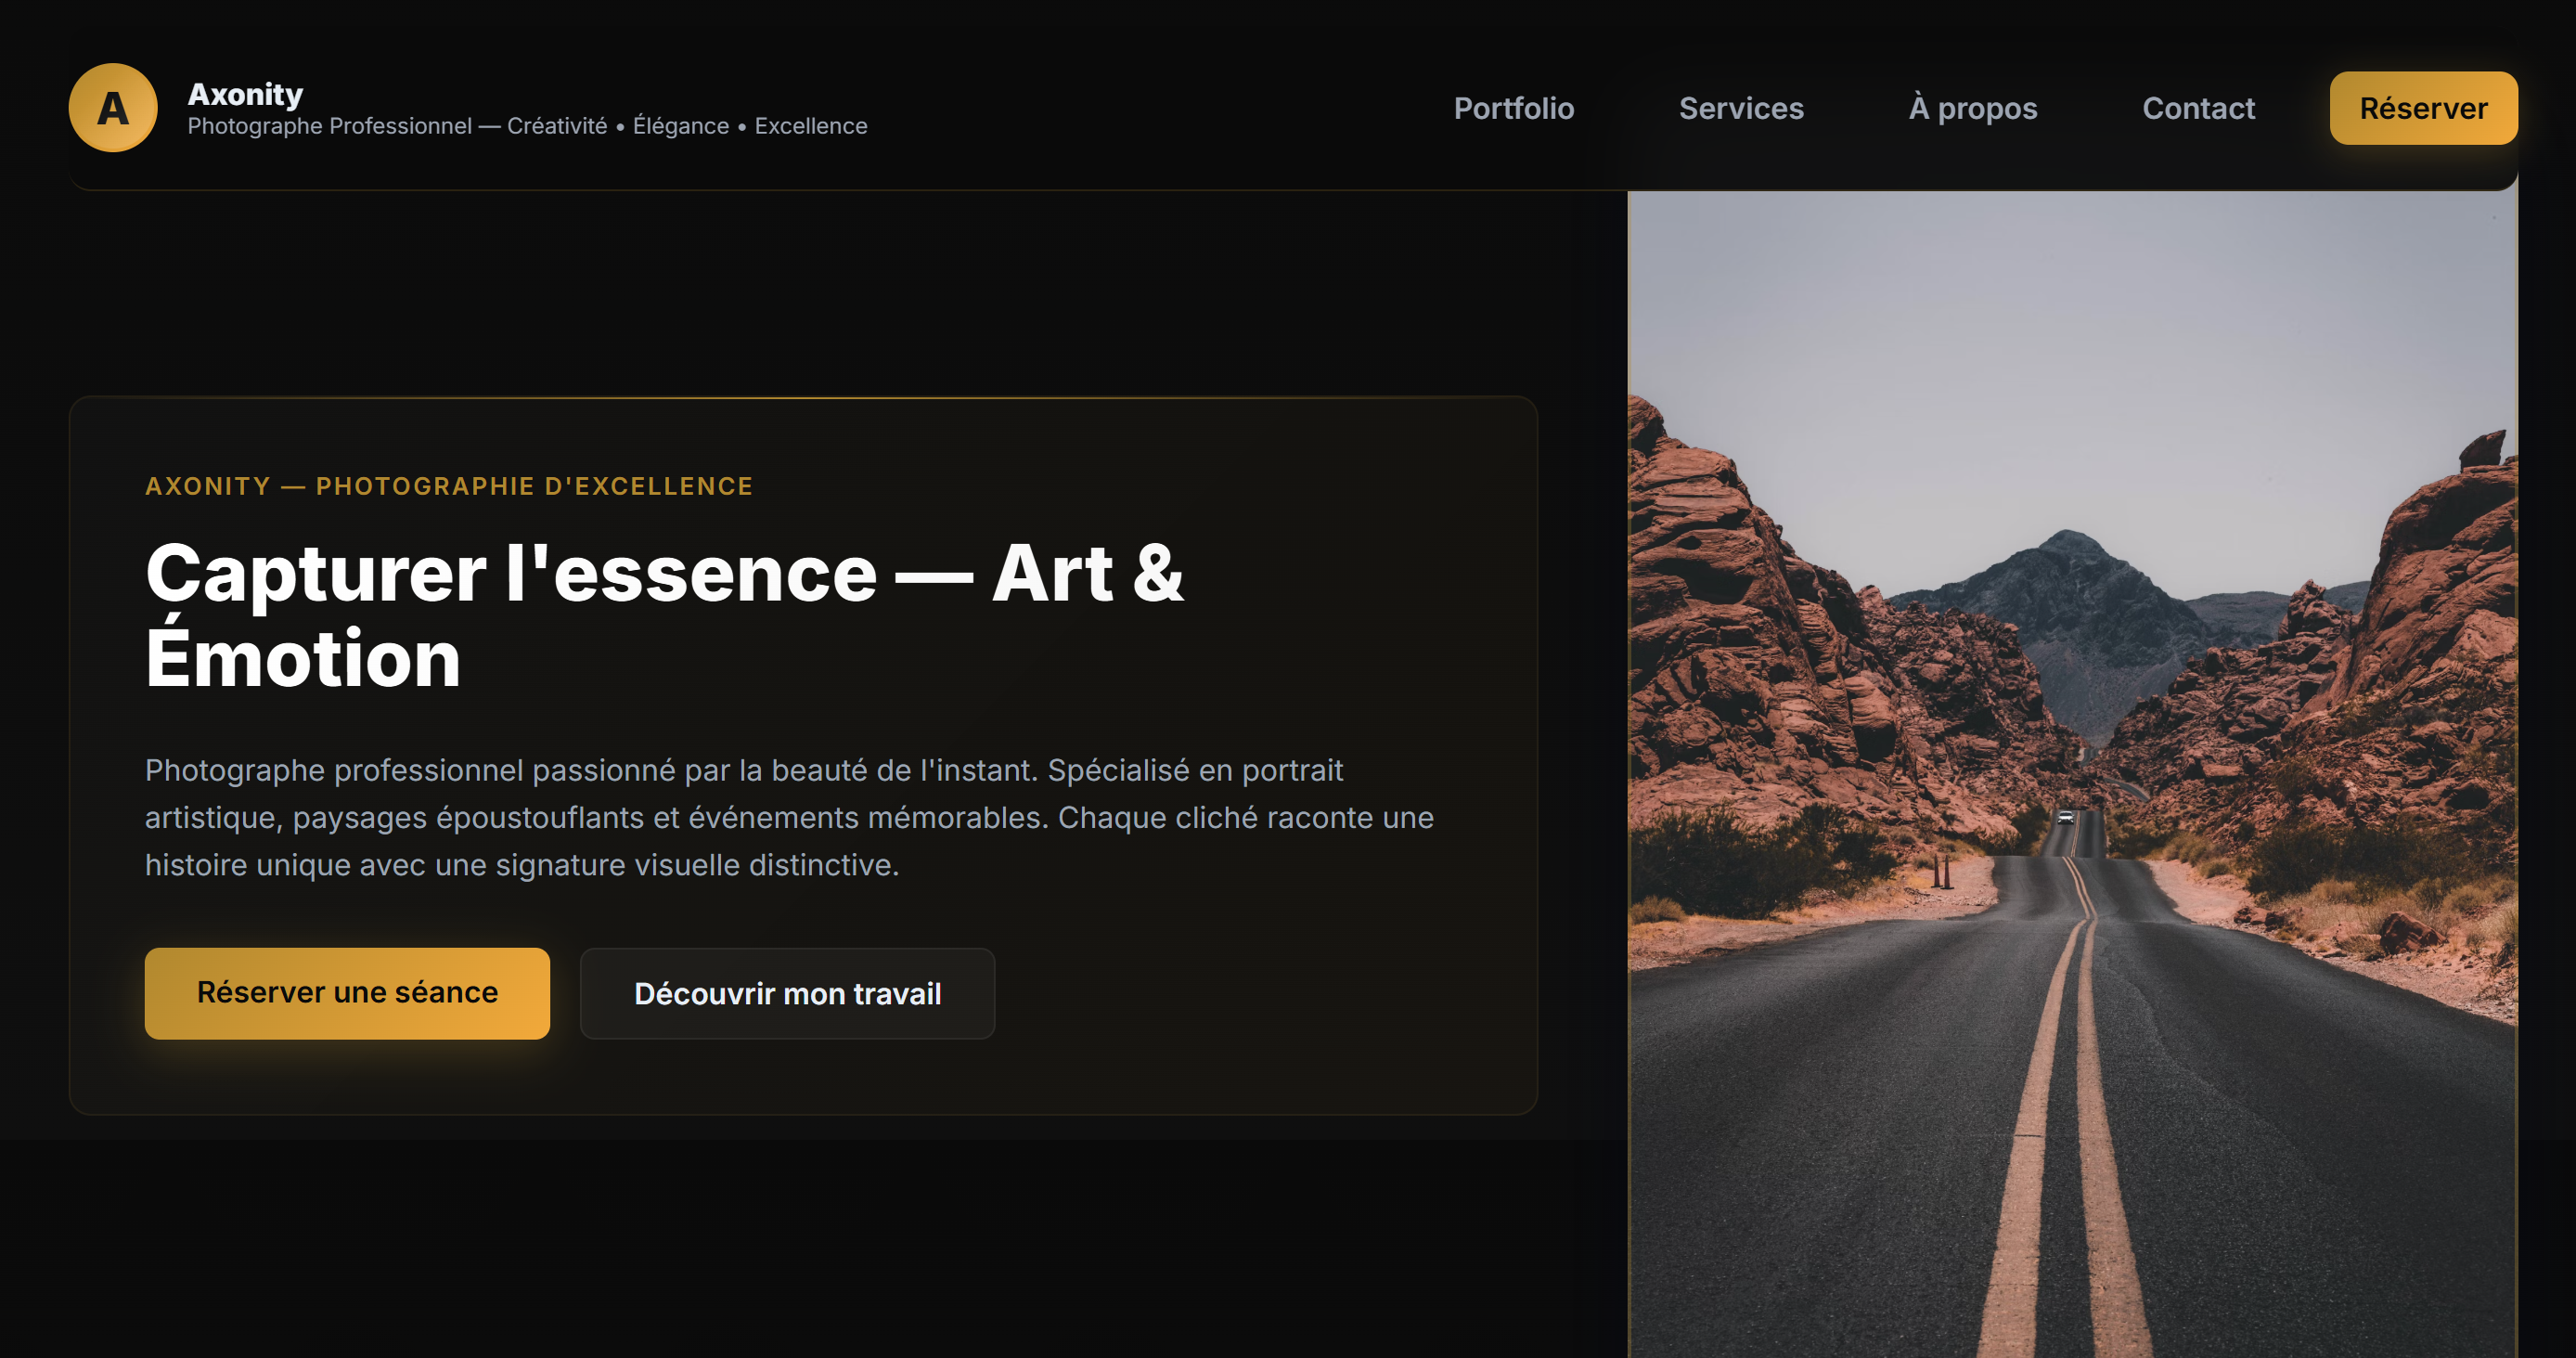 A
Axonity
Photographe Professionnel — Créativité • Élégance • Excellence
Portfolio
Services
À propos
Contact
Réserver
AXONITY — PHOTOGRAPHIE D'EXCELLENCE
Capturer l'essence — Art &
Émotion
Photographe professionnel passionné par la beauté de l'instant. Spécialisé en portrait
artistique, paysages époustouflants et événements mémorables. Chaque cliché raconte une
histoire unique avec une signature visuelle distinctive.
Réserver une séance
Découvrir mon travail